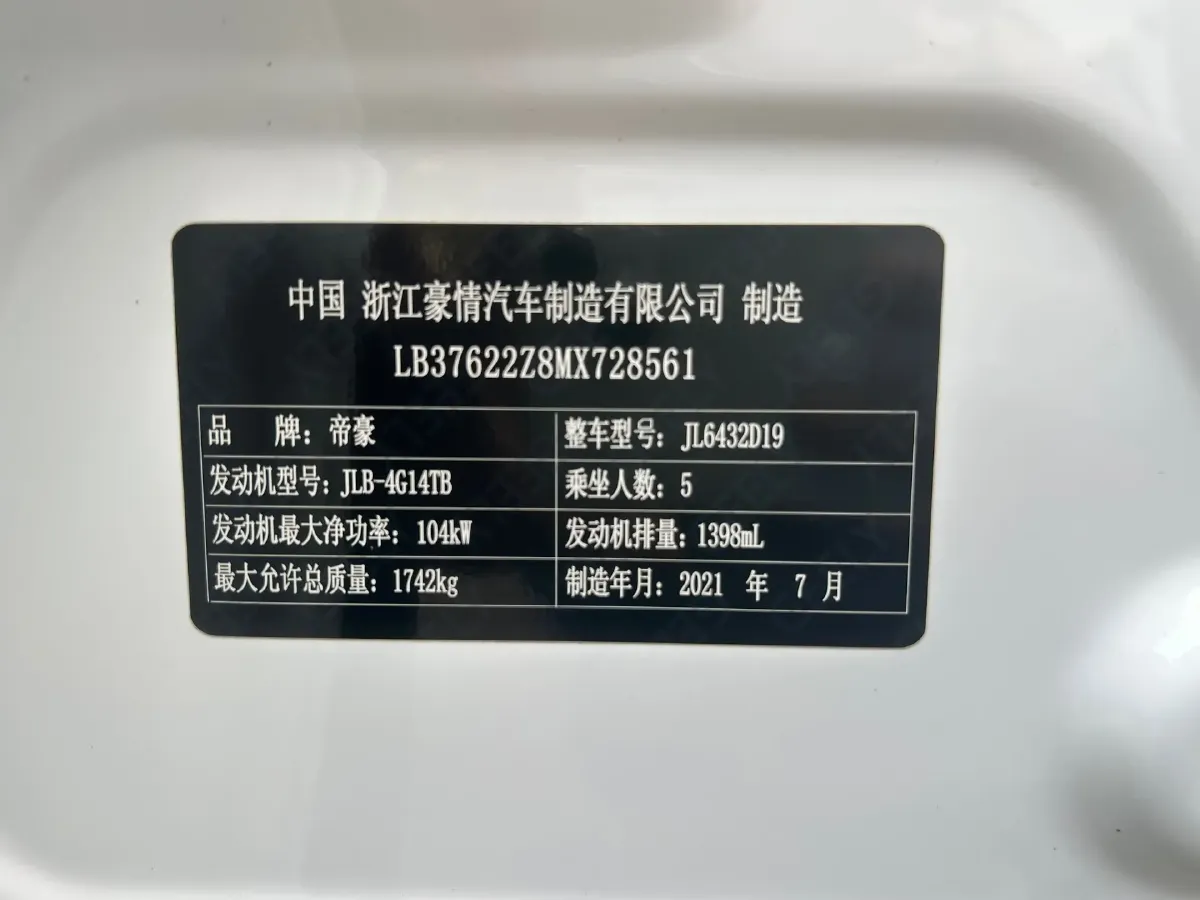 中国 浙江豪情汽车制造有限公司 制造
LB37622Z8MX728561
品 牌：帝豪 整车型号：JL6432D19
发动机型号：JLB-4G14TB 乘坐人数：5
发动机最大净功率：104kW 发动机排量：1398mL
最大允许总质量：1742kg 制造年月：2021 年 7 月